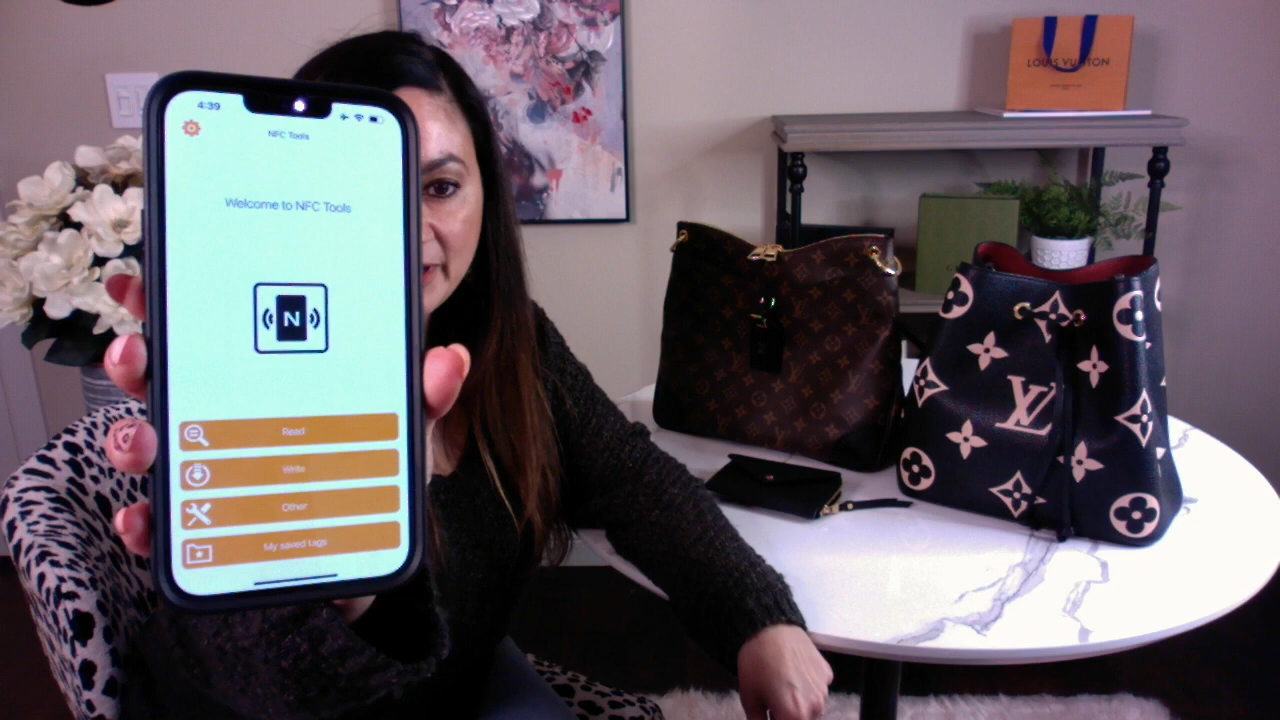 4:39
NFC Tools
Welcome to NFC Tools
N
Read
Write
Other
My saved tags
LOUIS VUITTON
LV